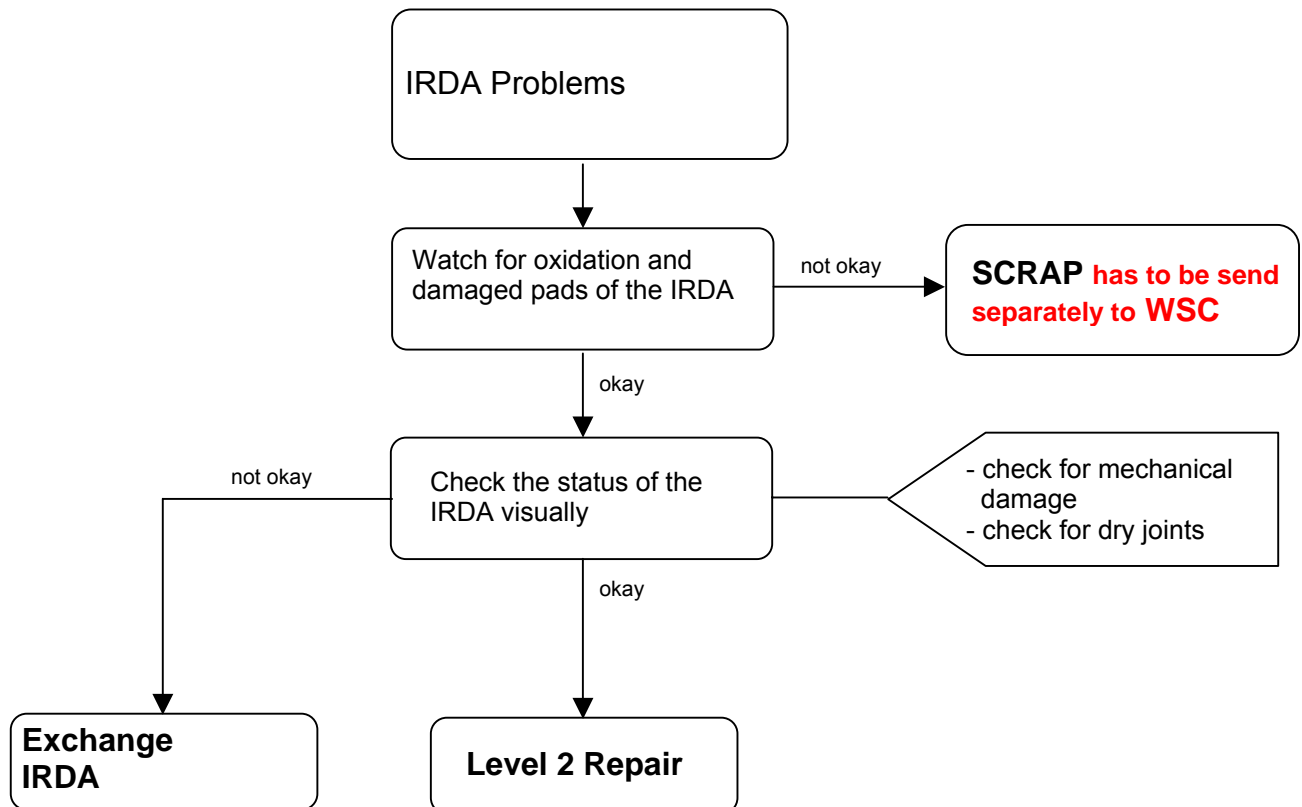 IRDA Problems
Watch for oxidation and
damaged pads of the IRDA
not okay
SCRAP has to be send
separately to WSC
okay
not okay
Check the status of the
IRDA visually
- check for mechanical
damage
- check for dry joints
okay
Exchange
IRDA
Level 2 Repair